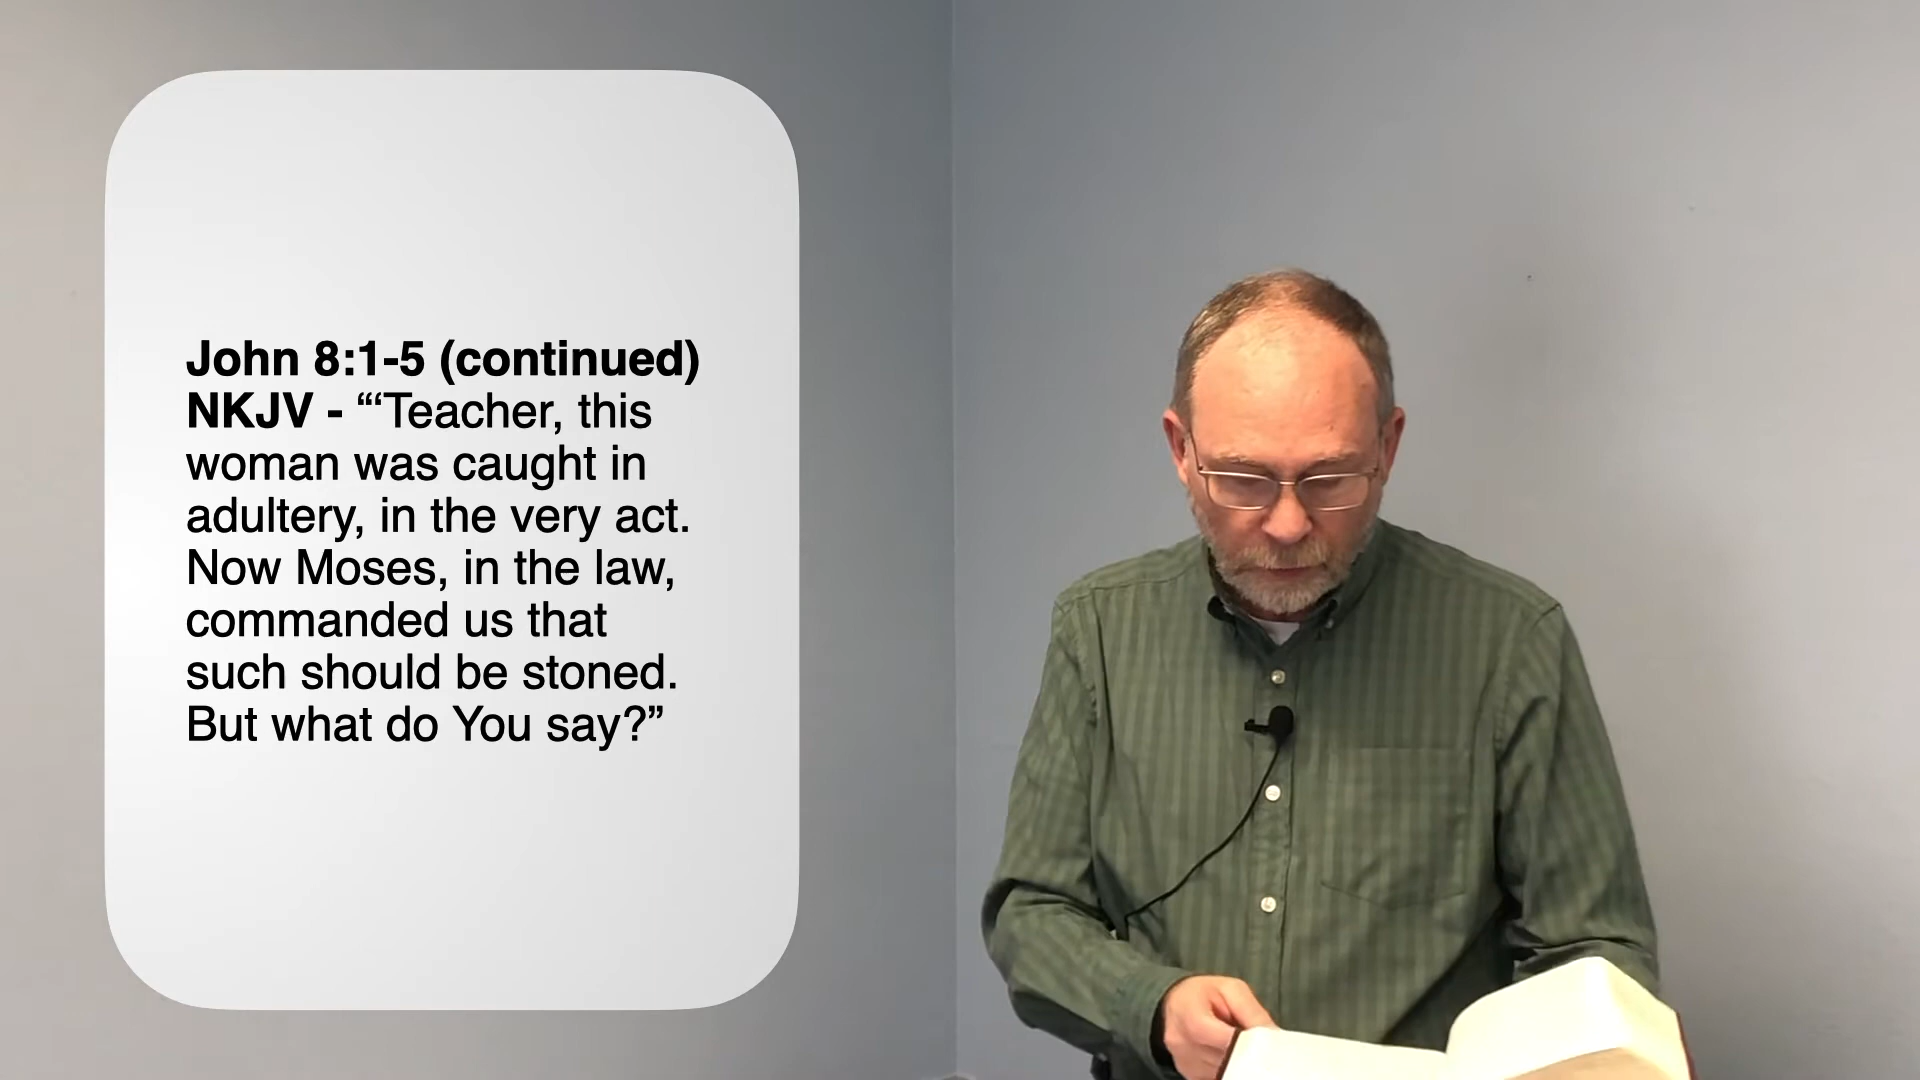 John 8:1-5 (continued)
NKJV - “‘Teacher, this
woman was caught in
adultery, in the very act.
Now Moses, in the law,
commanded us that
such should be stoned.
But what do You say?”